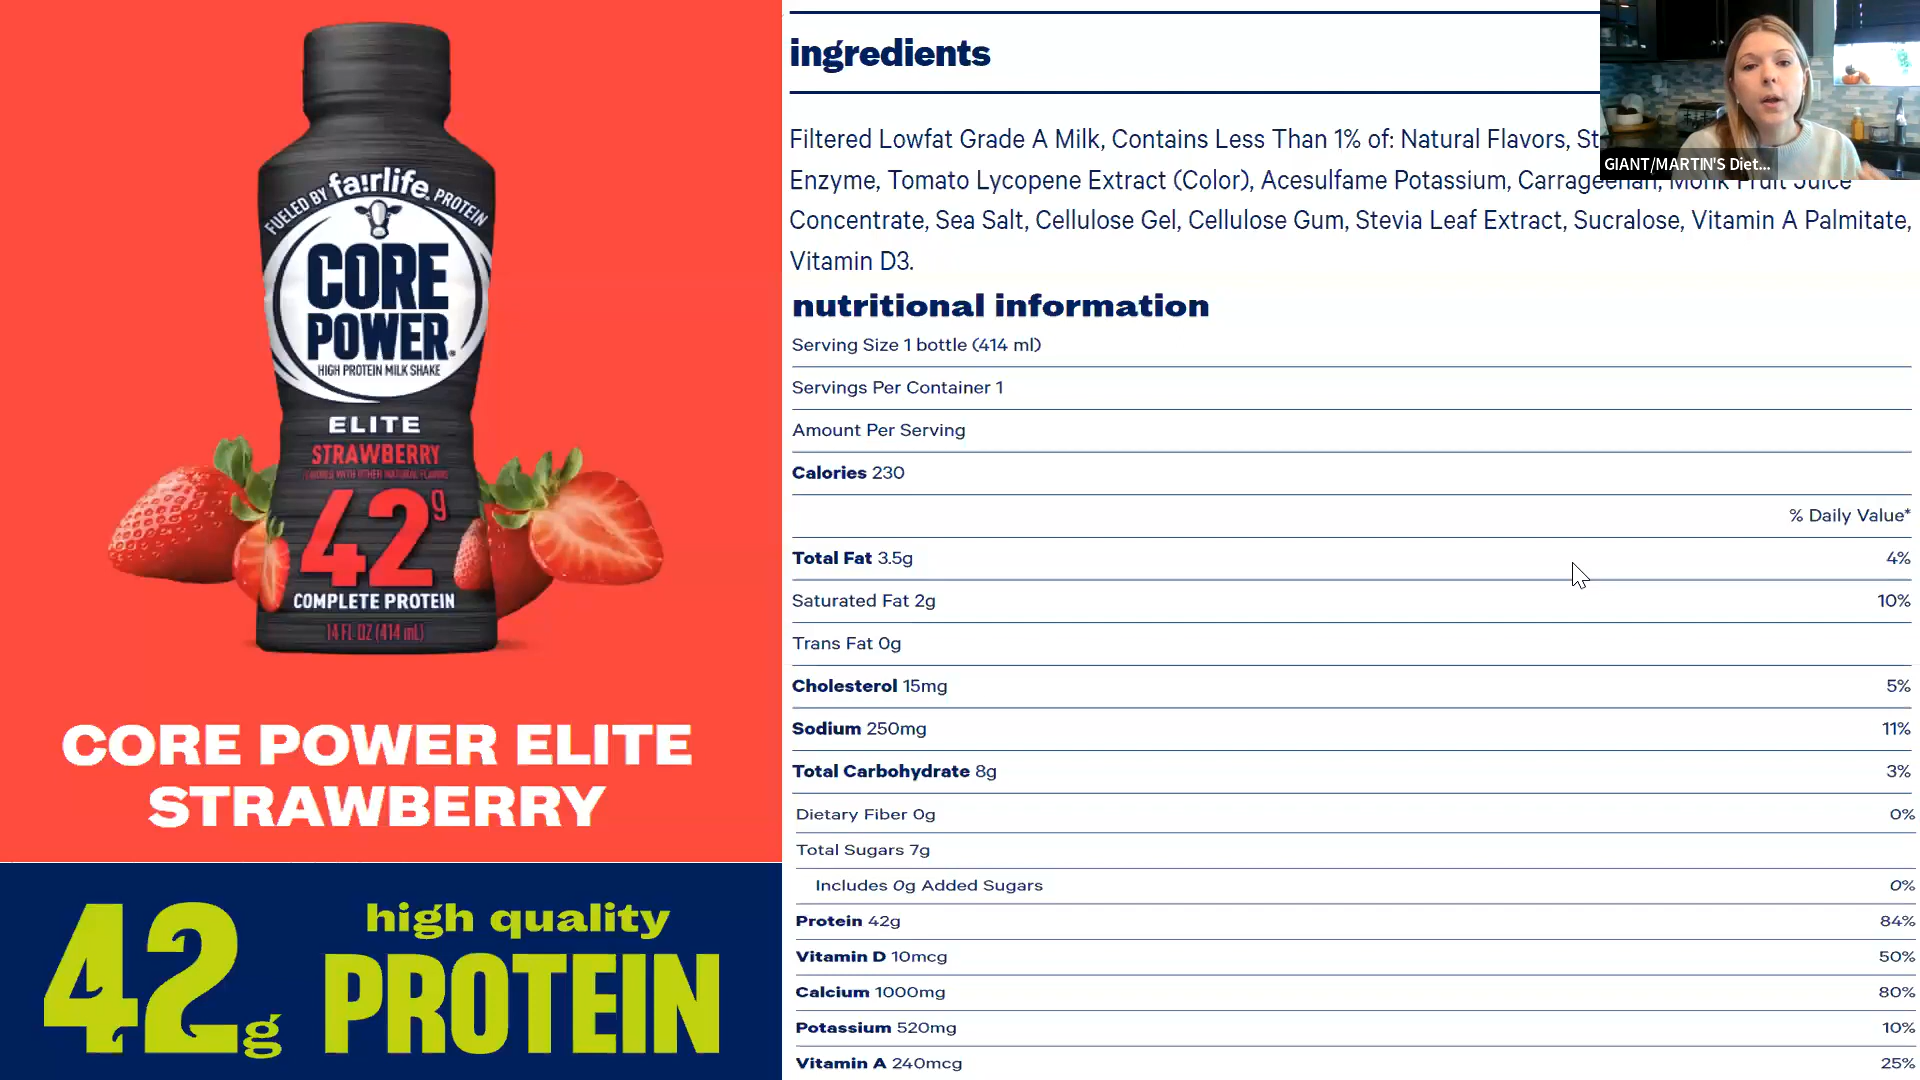 FUELED BY fa!rlife. PROTEIN
CORE
POWER®
HIGH PROTEIN MILK SHAKE
ELITE
STRAWBERRY
42g
COMPLETE PROTEIN
14 FL OZ (414 mL)
CORE POWER ELITE
STRAWBERRY
42g
high quality
PROTEIN
ingredients
Filtered Lowfat Grade A Milk, Contains Less Than 1% of: Natural Flavors,
Enzyme, Tomato Lycopene Extract (Color), Acesulfame Potassium, Carrageenan, Monk Fruit Juice
Concentrate, Sea Salt, Cellulose Gel, Cellulose Gum, Stevia Leaf Extract, Sucralose, Vitamin A Palmitate,
Vitamin D3.
GIANT/MARTIN'S Diet...
nutritional information
Serving Size 1 bottle (414 ml)
Servings Per Container 1
Amount Per Serving
Calories 230
% Daily Value*
Total Fat 3.5g 4%
Saturated Fat 2g 10%
Trans Fat 0g
Cholesterol 15mg 5%
Sodium 250mg 11%
Total Carbohydrate 8g 3%
Dietary Fiber 0g 0%
Total Sugars 7g
Includes 0g Added Sugars 0%
Protein 42g 84%
Vitamin D 10mcg 50%
Calcium 1000mg 80%
Potassium 520mg 10%
Vitamin A 240mcg 25%